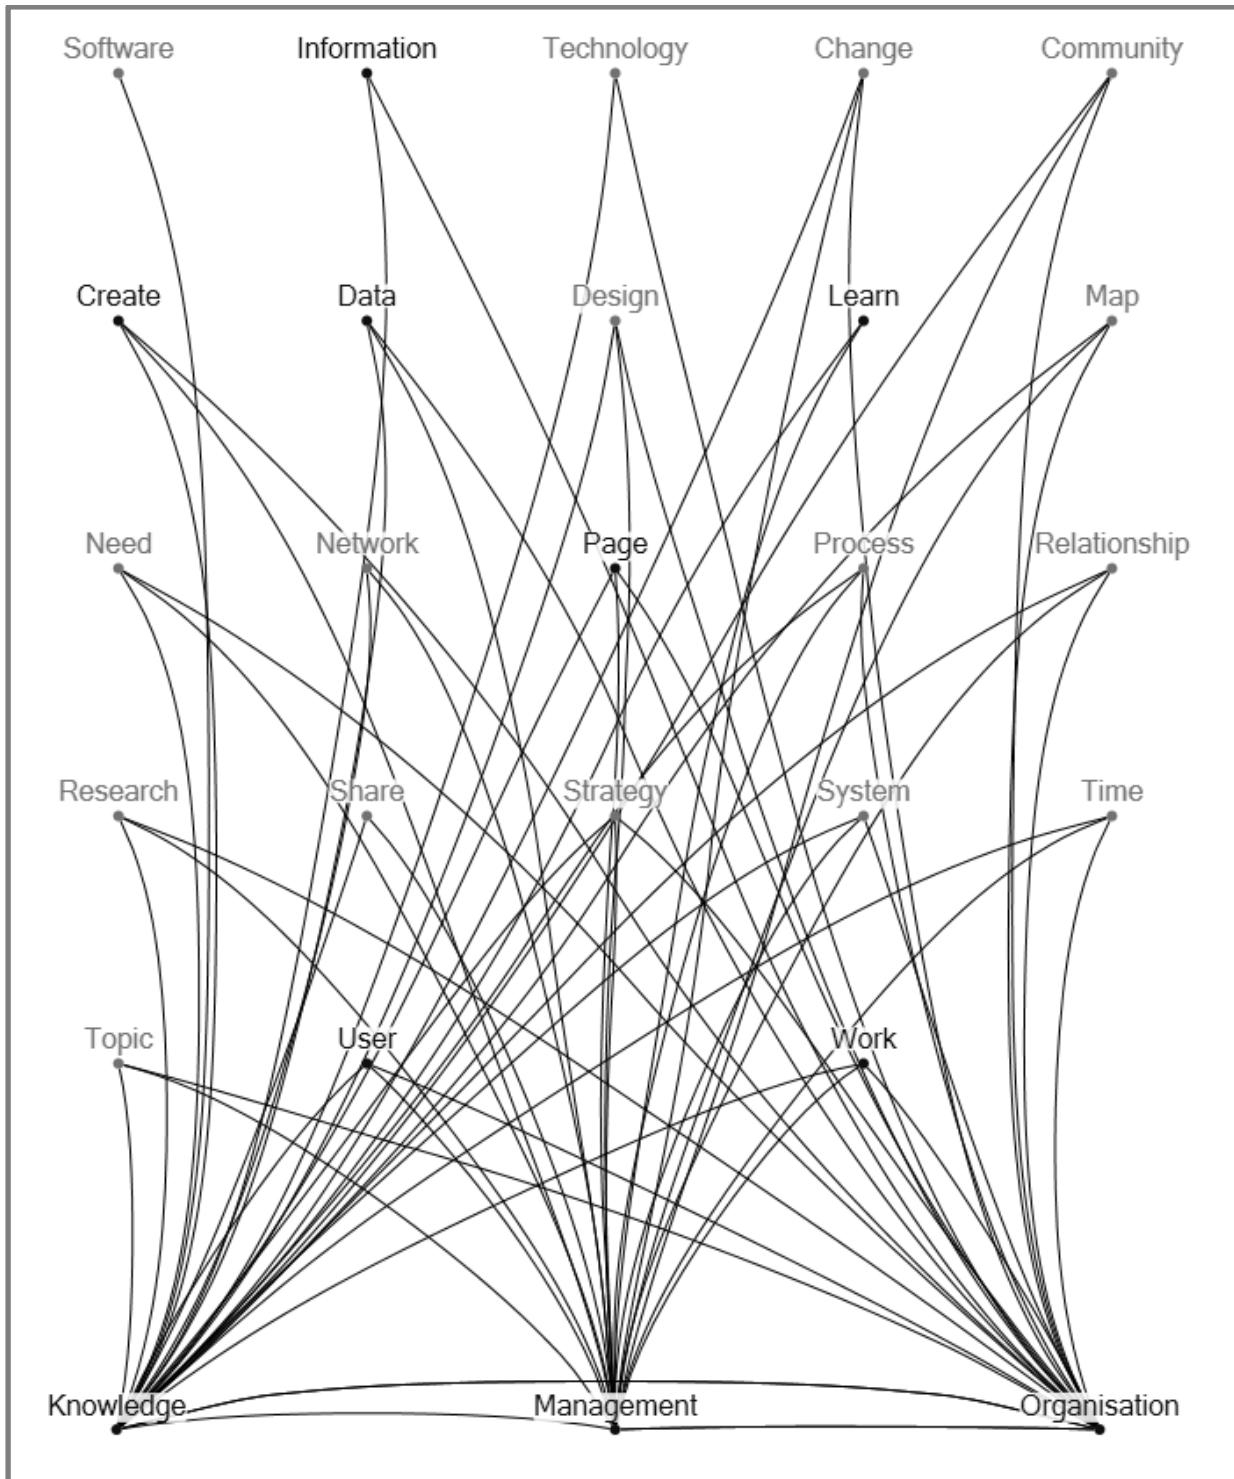 Software Information Technology Change Community
Create Data Design Learn Map
Need Network Page Process Relationship
Research Share Strategy System Time
Topic User Work
Knowledge Management Organisation